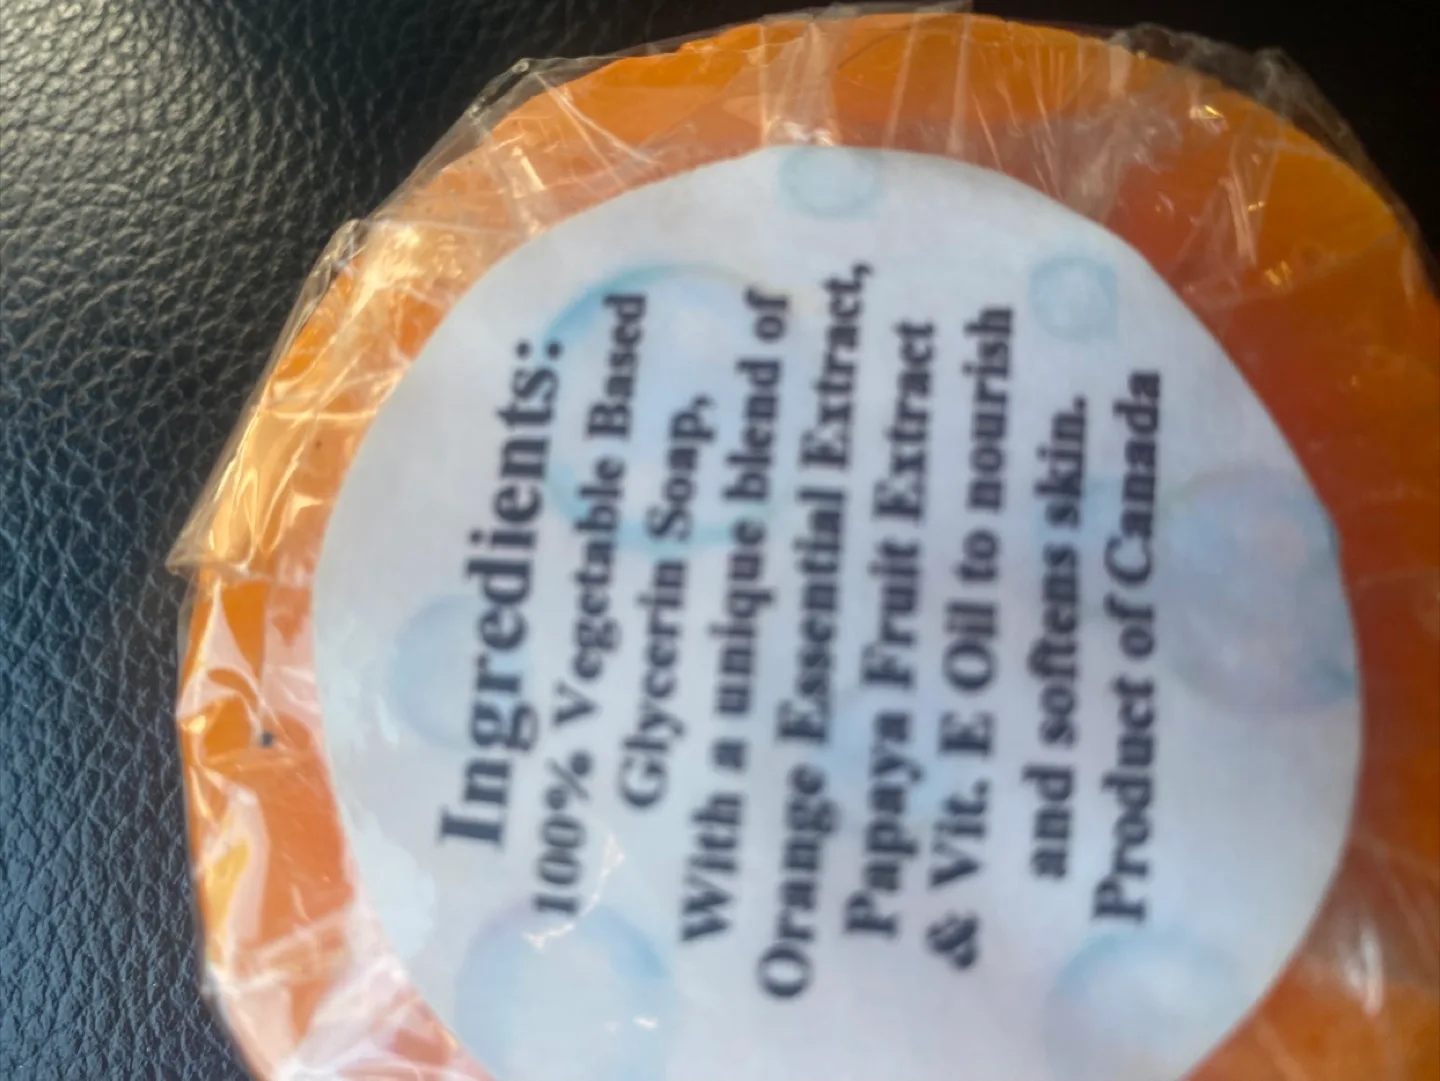 Ingredients:
100% Vegetable Based
Glycerin Soap,
With a unique blend of
Orange Essential Extract,
Papaya Fruit Extract
& Vit. E Oil to nourish
and softens skin.
Product of Canada